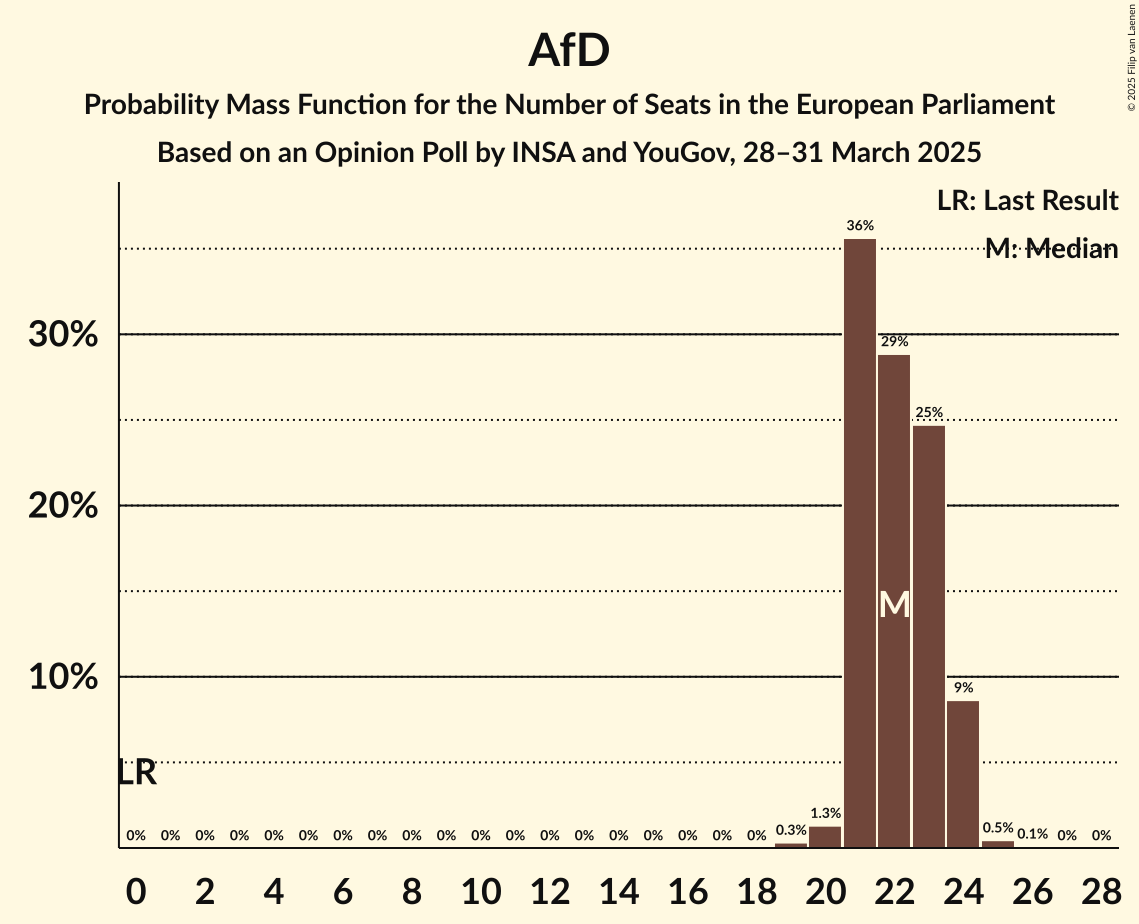 AfD
Probability Mass Function for the Number of Seats in the European Parliament
Based on an Opinion Poll by INSA and YouGov, 28–31 March 2025
© 2025 Filip van Laenen
LR: Last Result
M: Median
36%
30%
29%
25%
20%
M
10%
9%
LR
0% 0% 0% 0% 0% 0% 0% 0% 0% 0% 0% 0% 0% 0% 0% 0% 0% 0% 0% 0.3% 1.3% 0.5% 0.1% 0% 0%
0 2 4 6 8 10 12 14 16 18 20 22 24 26 28